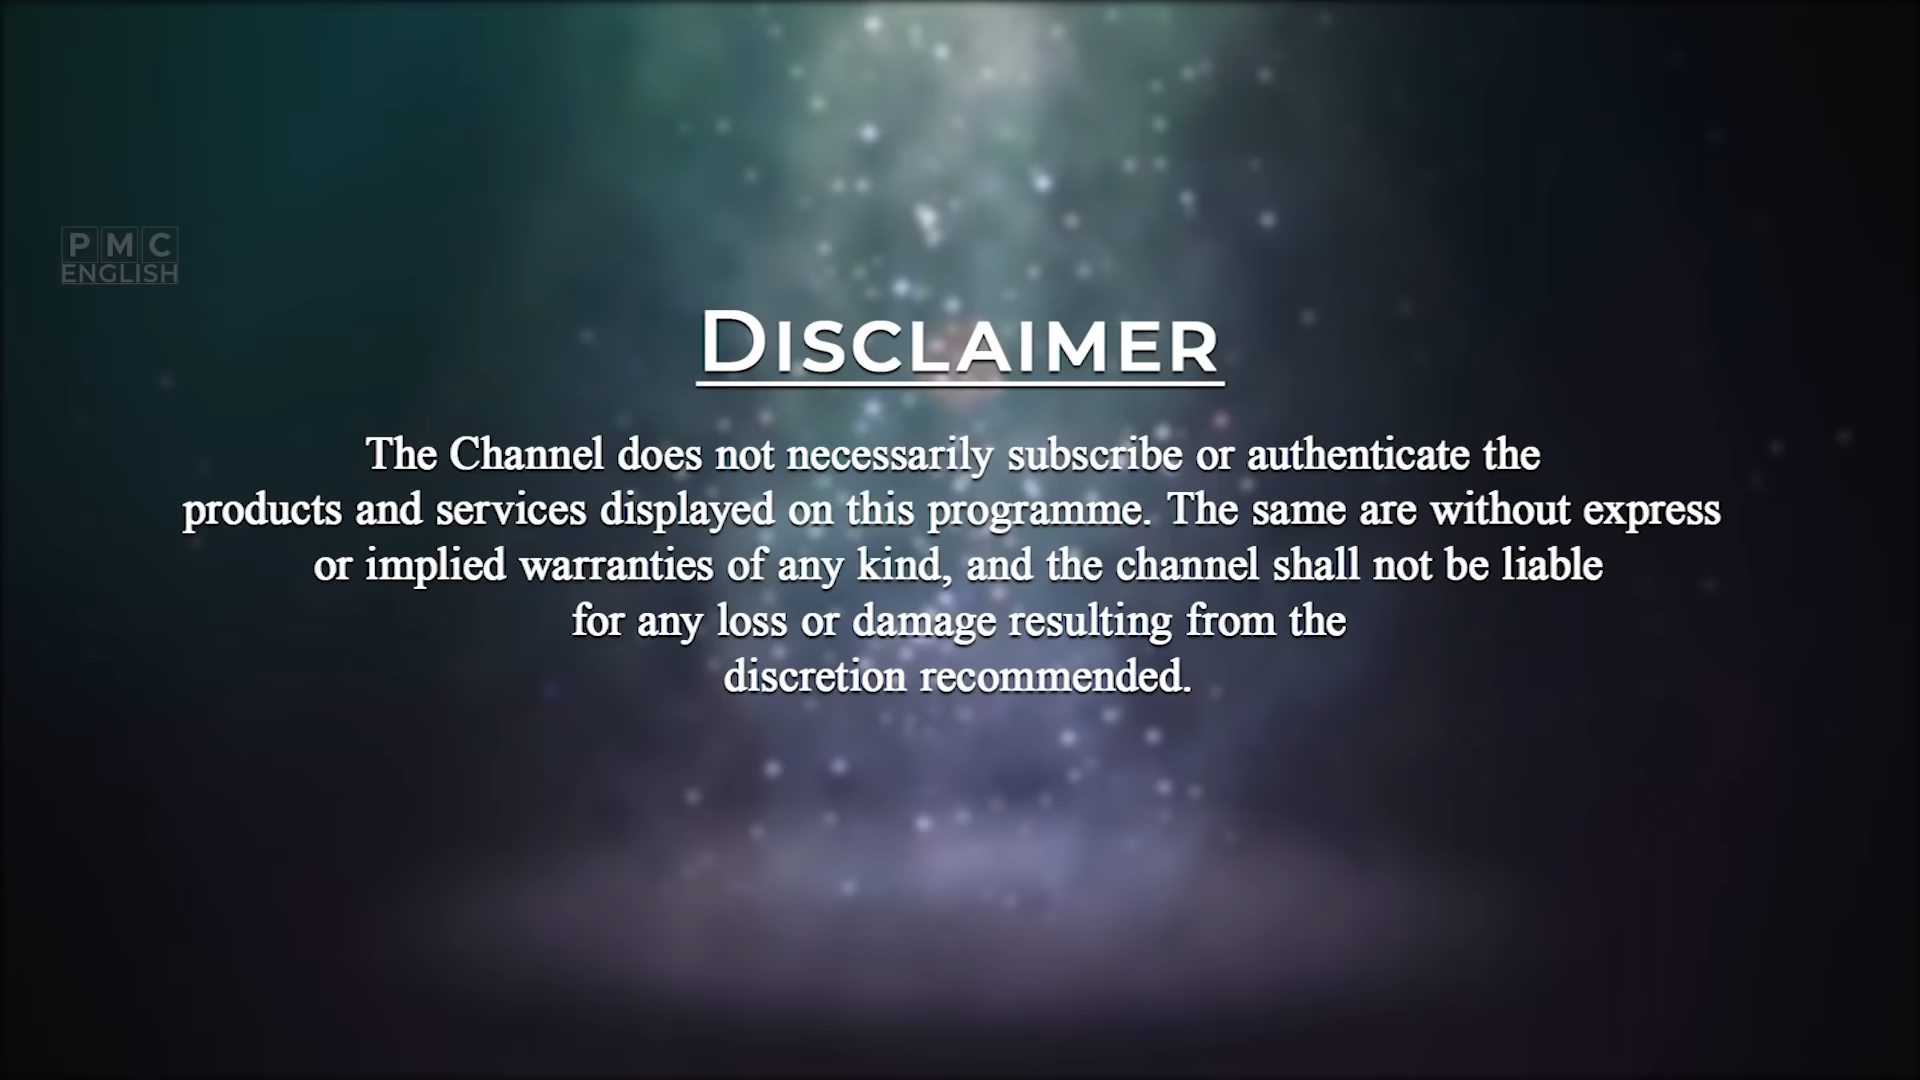 PMC
ENGLISH
DISCLAIMER
The Channel does not necessarily subscribe or authenticate the
products and services displayed on this programme. The same are without express
or implied warranties of any kind, and the channel shall not be liable
for any loss or damage resulting from the
discretion recommended.